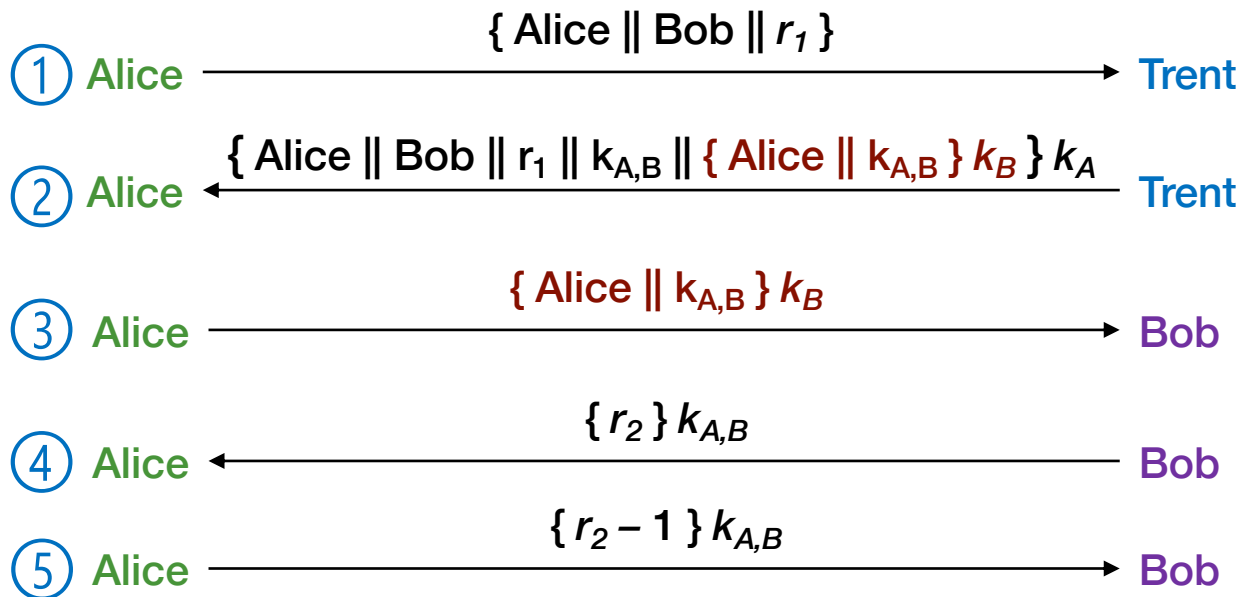 { Alice || Bob || r1 }
① Alice Trent
{ Alice || Bob || r1 || kA,B || { Alice || kA,B } kB } kA
② Alice Trent
{ Alice || kA,B } kB
③ Alice Bob
{ r2 } kA,B
④ Alice Bob
{ r2 – 1 } kA,B
⑤ Alice Bob